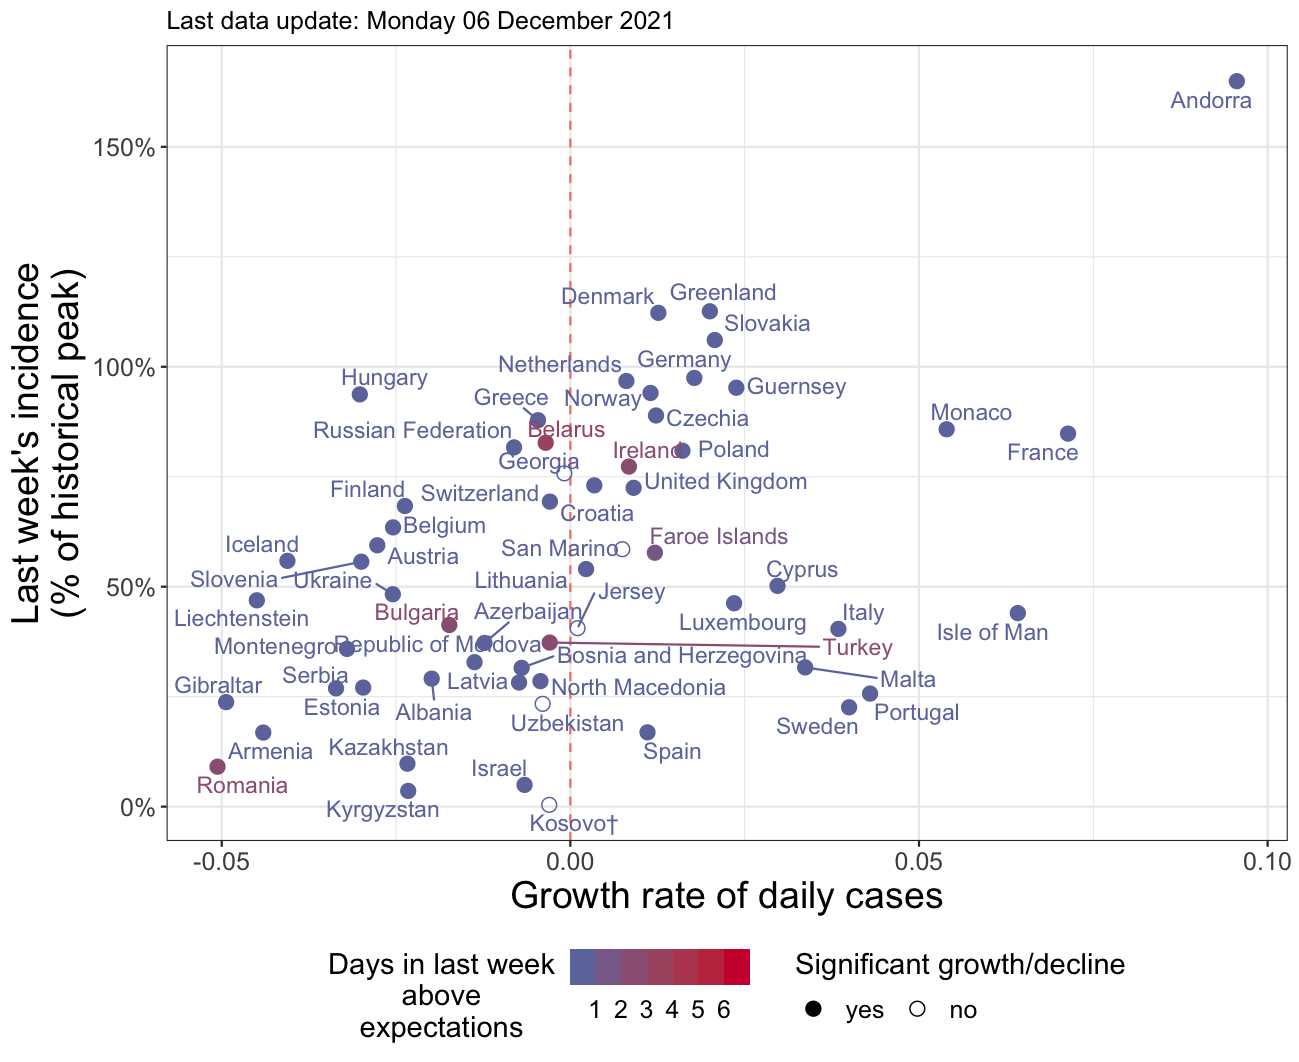 Last data update: Monday 06 December 2021
Last week's incidence
(% of historical peak)
150%
100%
50%
0%
Andorra
Denmark
Greenland
Slovakia
Netherlands
Germany
Hungary
Guernsey
Greece
Norway
Monaco
Czechia
Russian Federation
Belarus
Ireland
Poland
France
Georgia
Finland
Switzerland
United Kingdom
Croatia
Belgium
Faroe Islands
Iceland
Austria
San Marino
Slovenia
Ukraine
Lithuania
Cyprus
Jersey
Liechtenstein
Bulgaria
Azerbaijan
Luxembourg
Italy
Isle of Man
Montenegro
Republic of Moldova
Turkey
Bosnia and Herzegovina
Serbia
Gibraltar
Latvia
North Macedonia
Malta
Estonia
Albania
Portugal
Uzbekistan
Sweden
Armenia
Kazakhstan
Spain
Romania
Israel
Kyrgyzstan
Kosovo†
-0.05
0.00
0.05
0.10
Growth rate of daily cases
Days in last week
above
expectations
1 2 3 4 5 6
Significant growth/decline
yes
no